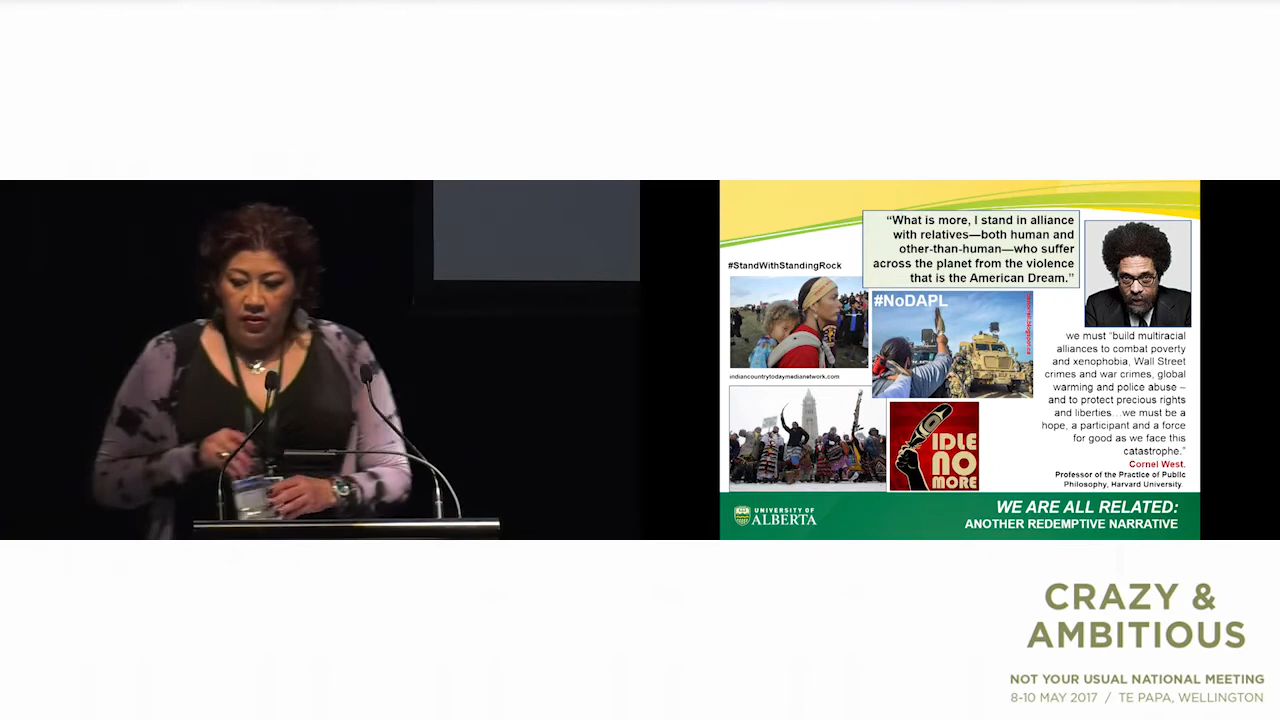 “What is more, I stand in alliance
with relatives—both human and
other-than-human—who suffer
across the planet from the violence
that is the American Dream.”
#StandWithStandingRock
#NoDAPL
indiancountrytodaymedianetwork.com
we must “build multiracial
alliances to combat poverty
and xenophobia, Wall Street
crimes and war crimes, global
warming and police abuse –
and to protect precious rights
and liberties…we must be a
hope, a participant and a force
for good as we face this
catastrophe.”
Cornel West.
Professor of the Practice of Public
Philosophy, Harvard University
IDLE
NO
MORE
UNIVERSITY OF
ALBERTA
WE ARE ALL RELATED:
ANOTHER REDEMPTIVE NARRATIVE
CRAZY &
AMBITIOUS
NOT YOUR USUAL NATIONAL MEETING
8-10 MAY 2017 / TE PAPA, WELLINGTON